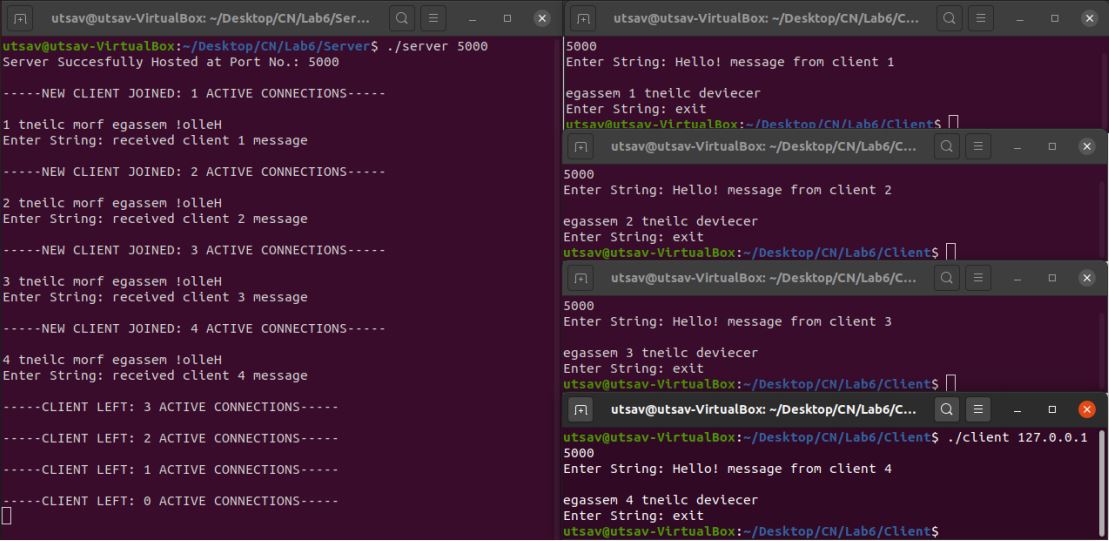 utsav@utsav-VirtualBox: ~/Desktop/CN/Lab6/Ser...
utsav@utsav-VirtualBox:~/Desktop/CN/Lab6/Server$ ./server 5000
Server Succesfully Hosted at Port No.: 5000
-----NEW CLIENT JOINED: 1 ACTIVE CONNECTIONS-----
1 tneilc morf egassem !olleH
Enter String: received client 1 message
-----NEW CLIENT JOINED: 2 ACTIVE CONNECTIONS-----
2 tneilc morf egassem !olleH
Enter String: received client 2 message
-----NEW CLIENT JOINED: 3 ACTIVE CONNECTIONS-----
3 tneilc morf egassem !olleH
Enter String: received client 3 message
-----NEW CLIENT JOINED: 4 ACTIVE CONNECTIONS-----
4 tneilc morf egassem !olleH
Enter String: received client 4 message
-----CLIENT LEFT: 3 ACTIVE CONNECTIONS-----
-----CLIENT LEFT: 2 ACTIVE CONNECTIONS-----
-----CLIENT LEFT: 1 ACTIVE CONNECTIONS-----
-----CLIENT LEFT: 0 ACTIVE CONNECTIONS-----
utsav@utsav-VirtualBox: ~/Desktop/CN/Lab6/Cl...
5000
Enter String: Hello! message from client 1
egassem 1 tneilc deviecer
Enter String: exit
utsav@utsav-VirtualBox:~/Desktop/CN/Lab6/Client$
utsav@utsav-VirtualBox: ~/Desktop/CN/Lab6/C...
5000
Enter String: Hello! message from client 2
egassem 2 tneilc deviecer
Enter String: exit
utsav@utsav-VirtualBox:~/Desktop/CN/Lab6/Client$
utsav@utsav-VirtualBox: ~/Desktop/CN/Lab6/C...
5000
Enter String: Hello! message from client 3
egassem 3 tneilc deviecer
Enter String: exit
utsav@utsav-VirtualBox:~/Desktop/CN/Lab6/Client$
utsav@utsav-VirtualBox: ~/Desktop/CN/Lab6/C...
utsav@utsav-VirtualBox:~/Desktop/CN/Lab6/Client$ ./client 127.0.0.1
5000
Enter String: Hello! message from client 4
egassem 4 tneilc deviecer
Enter String: exit
utsav@utsav-VirtualBox:~/Desktop/CN/Lab6/Client$